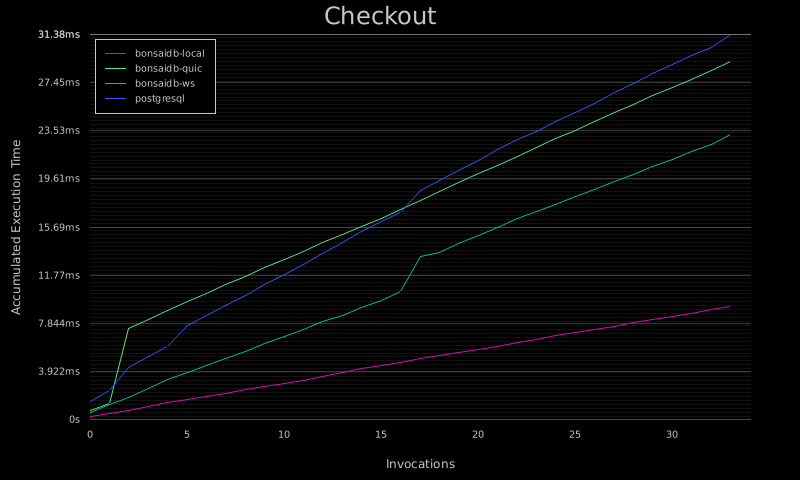 Checkout
31.38ms
27.45ms
23.53ms
19.61ms
15.69ms
11.77ms
7.844ms
3.922ms
0s
bonsaidb-local
bonsaidb-quic
bonsaidb-ws
postgresql
Accumulated Execution Time
0 5 10 15 20 25 30
Invocations